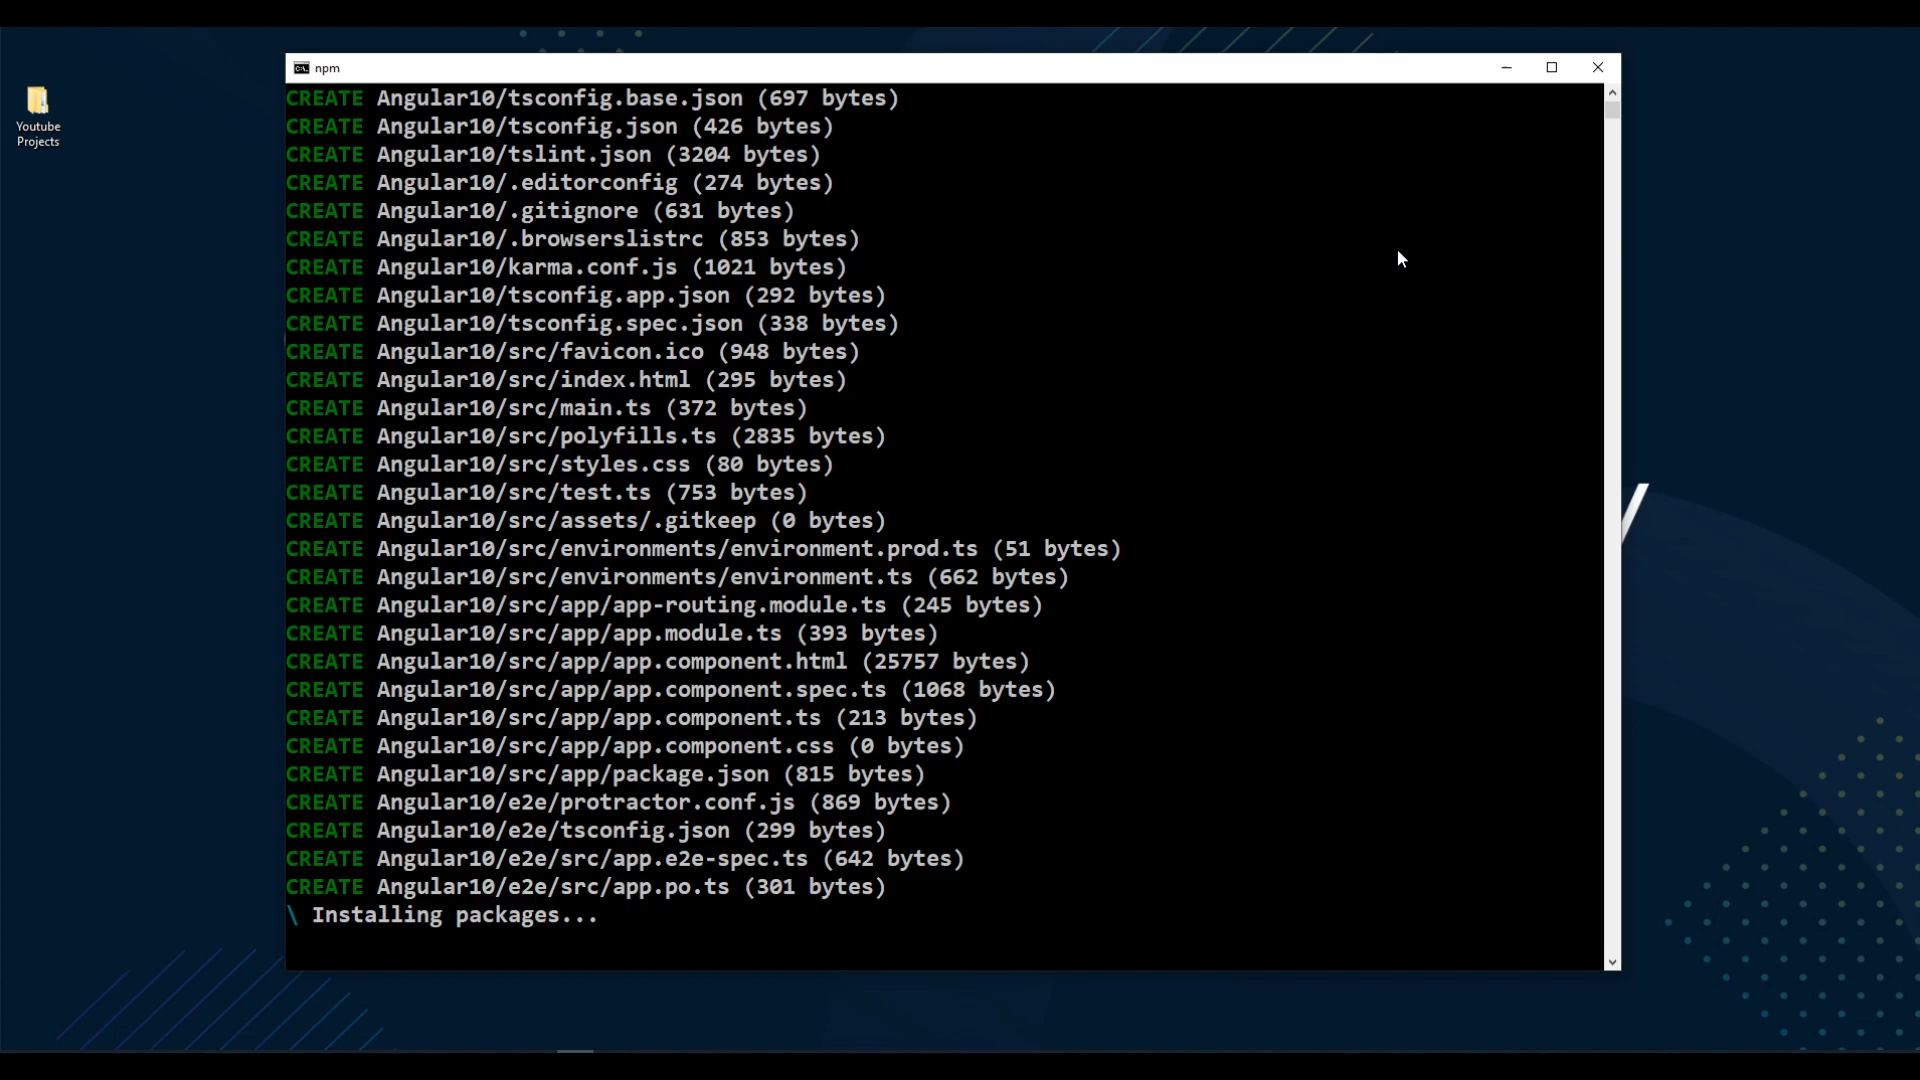 Youtube
Projects
npm
CREATE Angular10/tsconfig.base.json (697 bytes)
CREATE Angular10/tsconfig.json (426 bytes)
CREATE Angular10/tslint.json (3204 bytes)
CREATE Angular10/.editorconfig (274 bytes)
CREATE Angular10/.gitignore (631 bytes)
CREATE Angular10/.browserslistrc (853 bytes)
CREATE Angular10/karma.conf.js (1021 bytes)
CREATE Angular10/tsconfig.app.json (292 bytes)
CREATE Angular10/tsconfig.spec.json (338 bytes)
CREATE Angular10/src/favicon.ico (948 bytes)
CREATE Angular10/src/index.html (295 bytes)
CREATE Angular10/src/main.ts (372 bytes)
CREATE Angular10/src/polyfills.ts (2835 bytes)
CREATE Angular10/src/styles.css (80 bytes)
CREATE Angular10/src/test.ts (753 bytes)
CREATE Angular10/src/assets/.gitkeep (0 bytes)
CREATE Angular10/src/environments/environment.prod.ts (51 bytes)
CREATE Angular10/src/environments/environment.ts (662 bytes)
CREATE Angular10/src/app/app-routing.module.ts (245 bytes)
CREATE Angular10/src/app/app.module.ts (393 bytes)
CREATE Angular10/src/app/app.component.html (25757 bytes)
CREATE Angular10/src/app/app.component.spec.ts (1068 bytes)
CREATE Angular10/src/app/app.component.ts (213 bytes)
CREATE Angular10/src/app/app.component.css (0 bytes)
CREATE Angular10/src/app/package.json (815 bytes)
CREATE Angular10/e2e/protractor.conf.js (869 bytes)
CREATE Angular10/e2e/tsconfig.json (299 bytes)
CREATE Angular10/e2e/src/app.e2e-spec.ts (642 bytes)
CREATE Angular10/e2e/src/app.po.ts (301 bytes)
\ Installing packages...